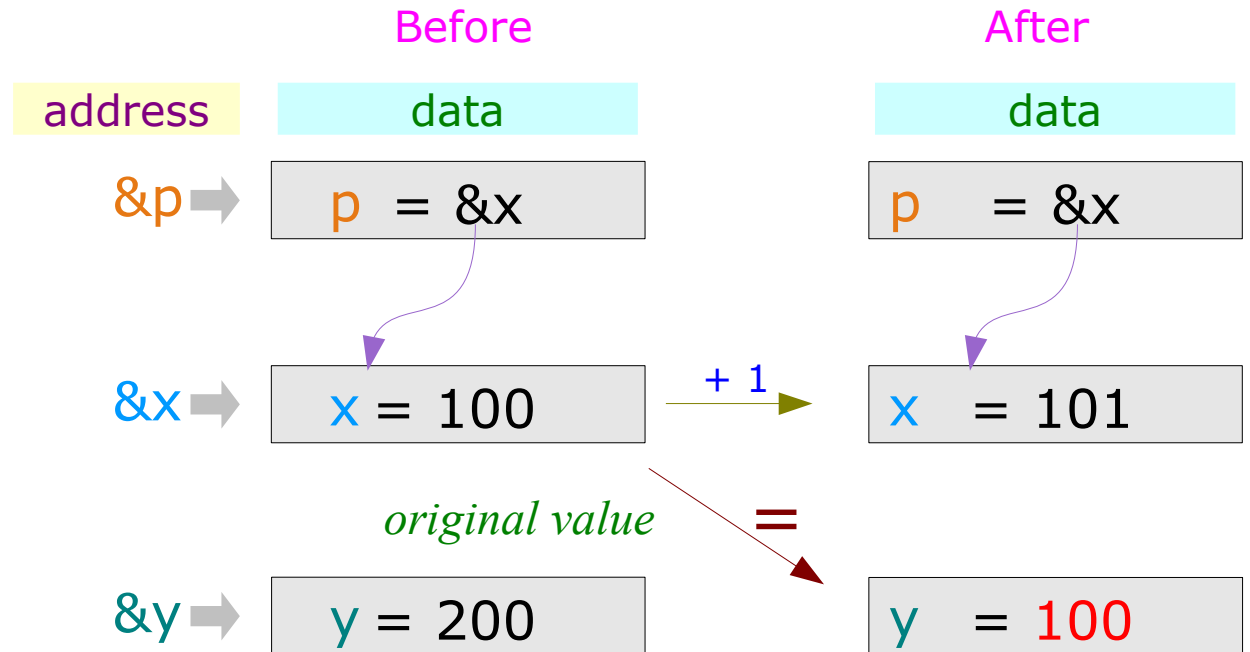 Before After
address data data
&p p = &x p = &x
&x x = 100 + 1 x = 101
original value =
&y y = 200 y = 100